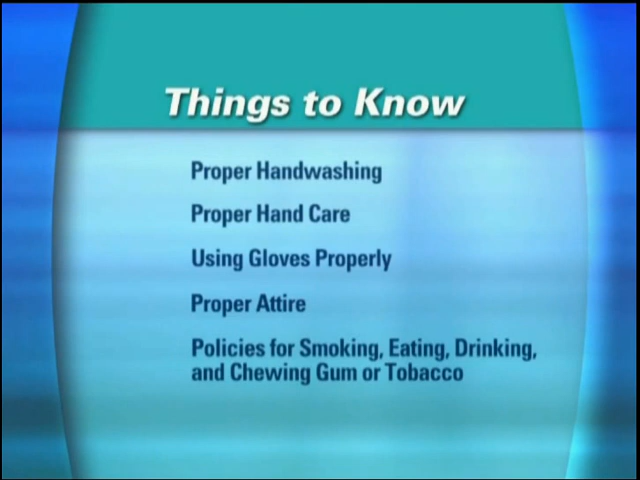 Things to Know
Proper Handwashing
Proper Hand Care
Using Gloves Properly
Proper Attire
Policies for Smoking, Eating, Drinking,
and Chewing Gum or Tobacco